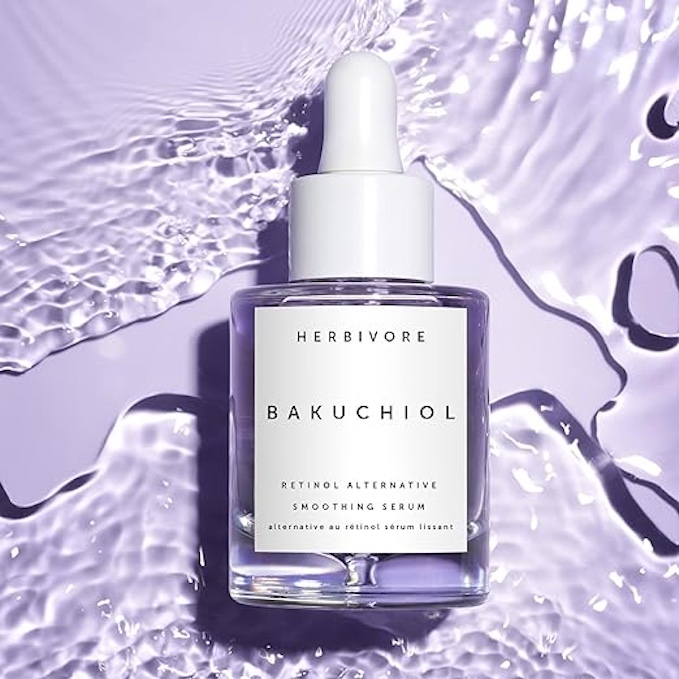 HERBIVORE
BAKUCHIOL
RETINOL ALTERNATIVE
SMOOTHING SERUM
alternative au rétinol sérum lissant